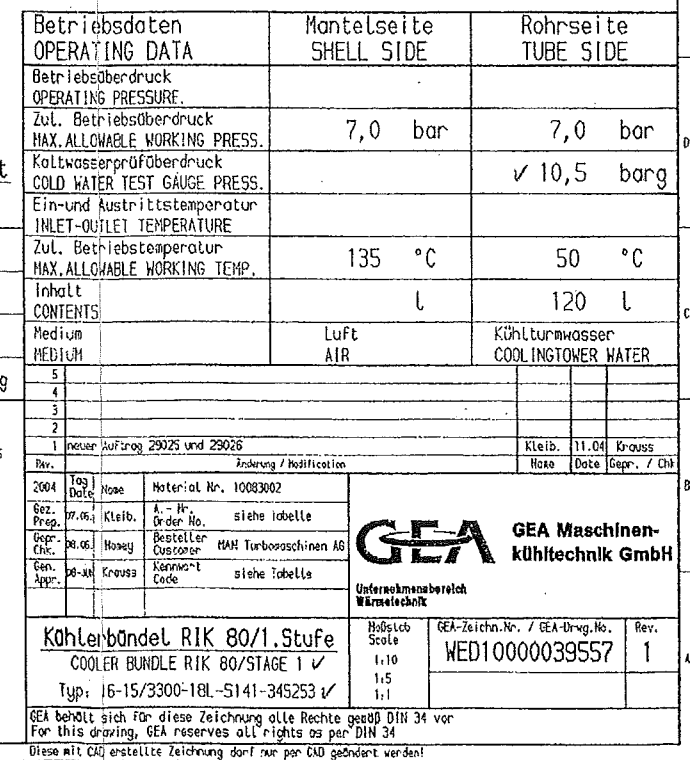 Betriebsdaten Mantelseite Rohrseite
OPERATING DATA SHELL SIDE TUBE SIDE
Betriebsüberdruck
OPERATING PRESSURE.
Zul. Betriebsüberdruck
MAX.ALLOWABLE WORKING PRESS. 7,0 bar 7,0 bar
Kaltwasserprüfüberdruck
COLD WATER TEST GAUGE PRESS. ✓ 10,5 barg
Ein-und Austrittstemperatur
INLET-OUTLET TEMPERATURE
Zul. Betriebstemperatur
MAX.ALLOWABLE WORKING TEMP. 135 °C 50 °C
Inhalt
CONTENTS l 120 l
Medium Luft Kühlturmwasser
MEDIUM AIR COOLINGTOWER WATER
5
4
3
2
1 neuer Auftrag 29025 und 29026 Kleib. 11.04 Krauss
Rev. Änderung / Modification Name Date Gepr. / Chk
2004 Tag Date Name Material Nr. 10083002
Gez. Prep. 07.06. Kleib. A.- Nr. Order No. siehe Tabelle
Gepr. Chk. 08.06. Honey Besteller Customer MAN Turbomaschinen AG
Gen. Appr. Krauss Kennwort Code siehe Tabelle
GEA GEA Maschinen-
kühltechnik GmbH
Unternehmensbereich
Wärmetechnik
Kühlerbündel RIK 80/1.Stufe
COOLER BUNDLE RIK 80/STAGE 1 ✓
Typ: 16-15/3300-18L-S141-345253 ✓
Maßstab
Scale
1:10
1:5
1:1
GEA-Zeichn.Nr. / GEA-Drwg.No. Rev.
WED10000039557 1
GEA behält sich für diese Zeichnung alle Rechte gemäß DIN 34 vor
For this drawing, GEA reserves all rights as per DIN 34
Diese mit CAD erstellte Zeichnung darf nur per CAD geändert werden!
D
C
B
A